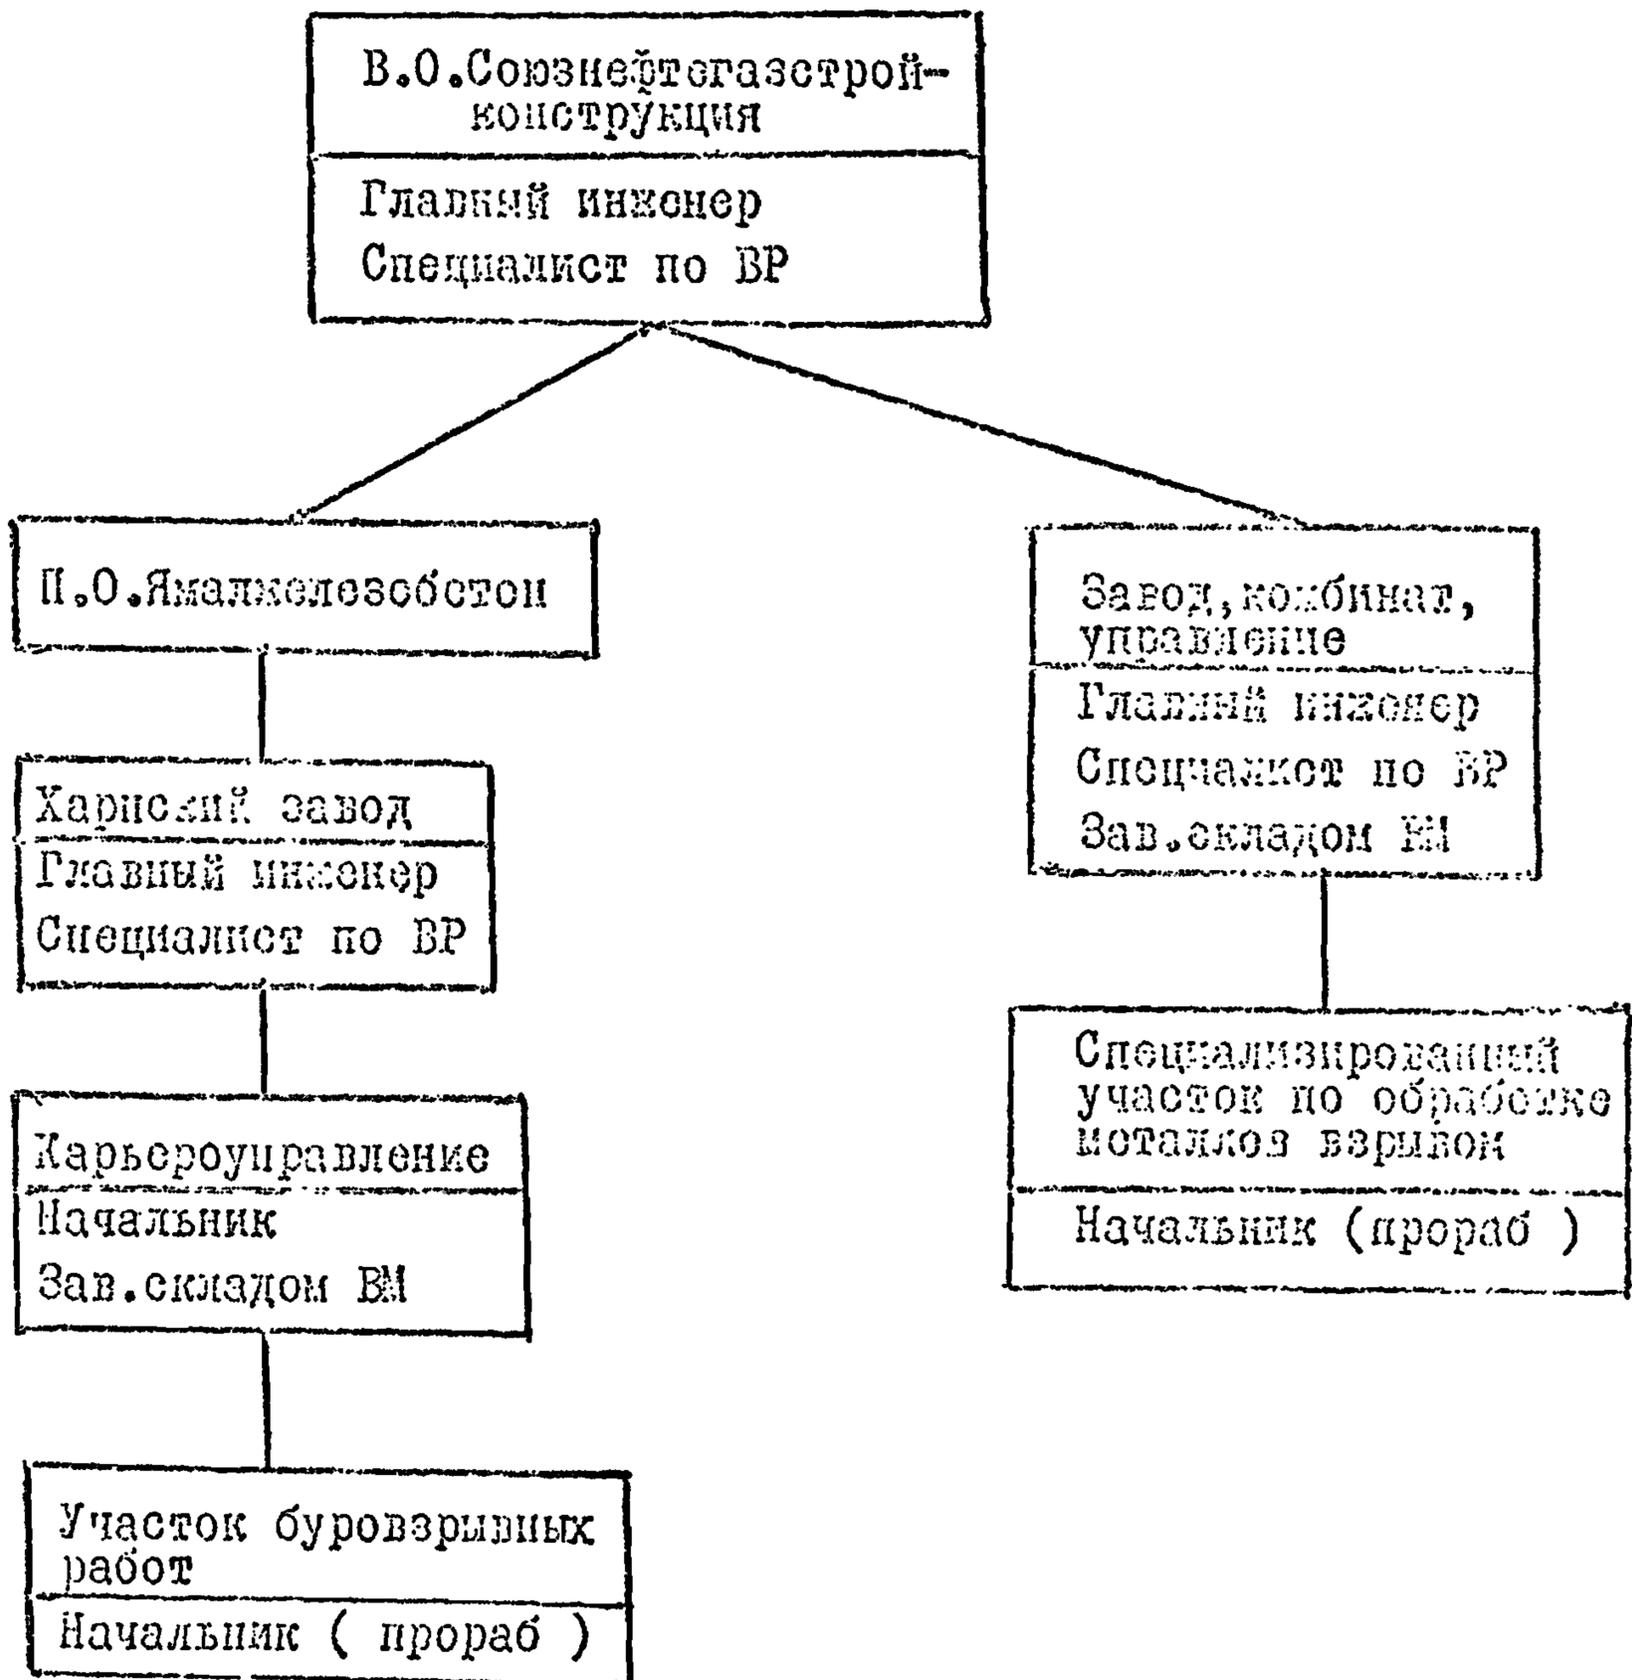 В.О.Союзнефтегазстрой-
конструкция
Главный инженер
Специалист по ВР
П.О.Ямалжелезобетон
Завод, комбинат,
управление
Главный инженер
Специалист по ВР
Зав.складом ВМ
Харпский завод
Главный инженер
Специалист по ВР
Специализированный
участок по обработке
металлов взрывом
Начальник (прораб )
Карьероуправление
Начальник
Зав.складом ВМ
Участок буровзрывных
работ
Начальник ( прораб )